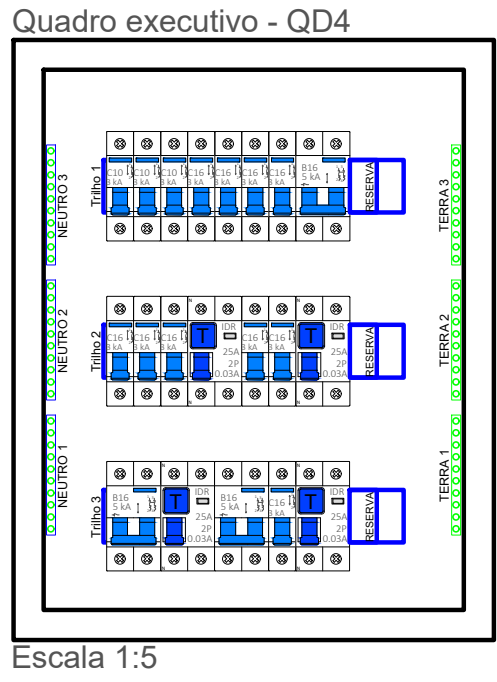 Quadro executivo - QD4
Trilho 1
C10
3 kA
C10
3 kA
C10
3 kA
C16
3 kA
C16
3 kA
C16
3 kA
C16
3 kA
B16
5 kA
RESERVA
NEUTRO 3
TERRA 3
Trilho 2
C16
3 kA
C16
3 kA
C16
3 kA
N
T
IDR
25A
2P
0.03A
C16
3 kA
C16
3 kA
N
T
IDR
25A
2P
0.03A
RESERVA
NEUTRO 2
TERRA 2
NEUTRO 1
TERRA 1
Trilho 3
B16
5 kA
N
T
IDR
25A
2P
0.03A
B16
5 kA
C16
3 kA
N
T
IDR
25A
2P
0.03A
RESERVA
N
N
Escala 1:5